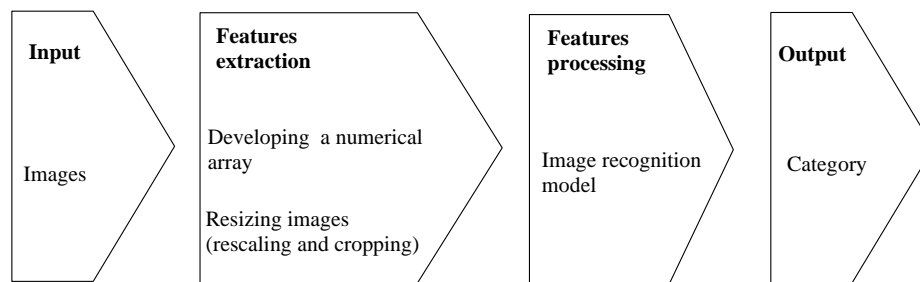 Input
Images
Features
extraction
Developing a numerical
array
Resizing images
(rescaling and cropping)
Features
processing
Image recognition
model
Output
Category